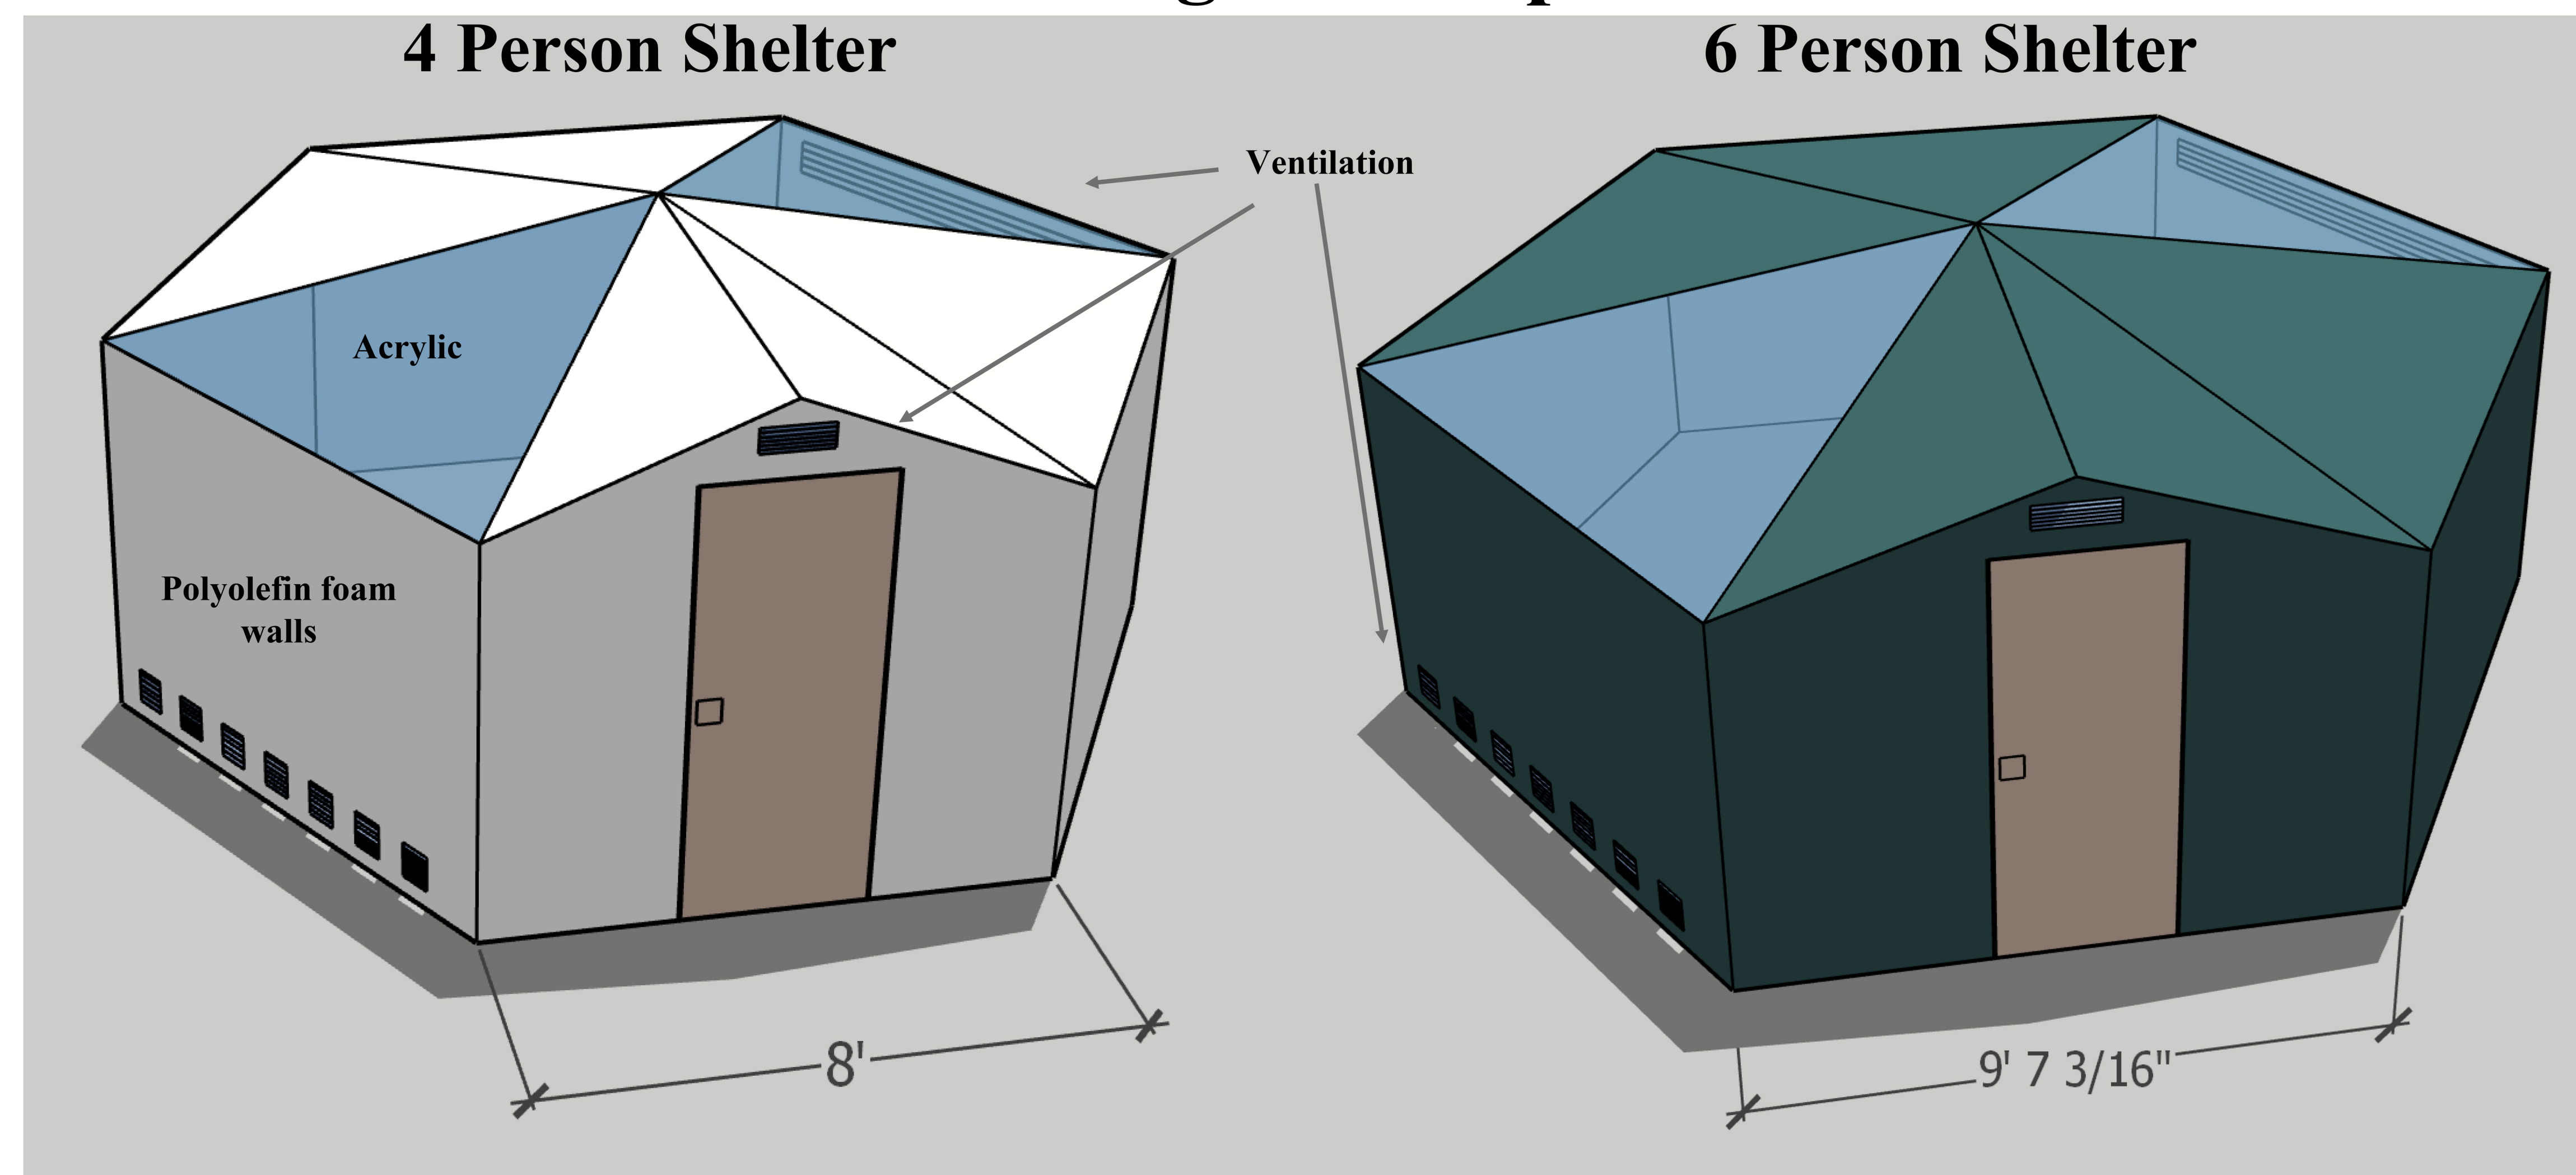 4 Person Shelter
6 Person Shelter
Ventilation
Acrylic
Polyolefin foam
walls
8'
9' 7 3/16"